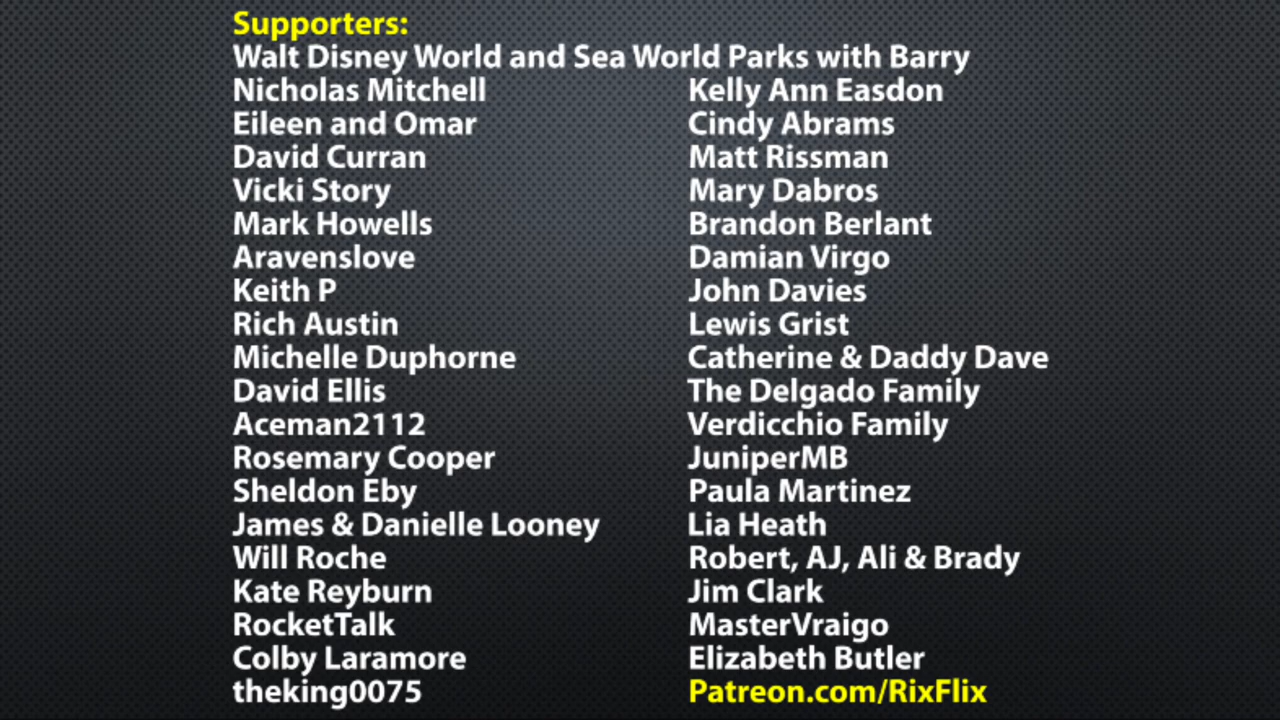 Supporters:
Walt Disney World and Sea World Parks with Barry
Nicholas Mitchell
Eileen and Omar
David Curran
Vicki Story
Mark Howells
Aravenslove
Keith P
Rich Austin
Michelle Duphorne
David Ellis
Aceman2112
Rosemary Cooper
Sheldon Eby
James & Danielle Looney
Will Roche
Kate Reyburn
RocketTalk
Colby Laramore
theking0075
Kelly Ann Easdon
Cindy Abrams
Matt Rissman
Mary Dabros
Brandon Berlant
Damian Virgo
John Davies
Lewis Grist
Catherine & Daddy Dave
The Delgado Family
Verdicchio Family
JuniperMB
Paula Martinez
Lia Heath
Robert, AJ, Ali & Brady
Jim Clark
MasterVraigo
Elizabeth Butler
Patreon.com/RixFlix